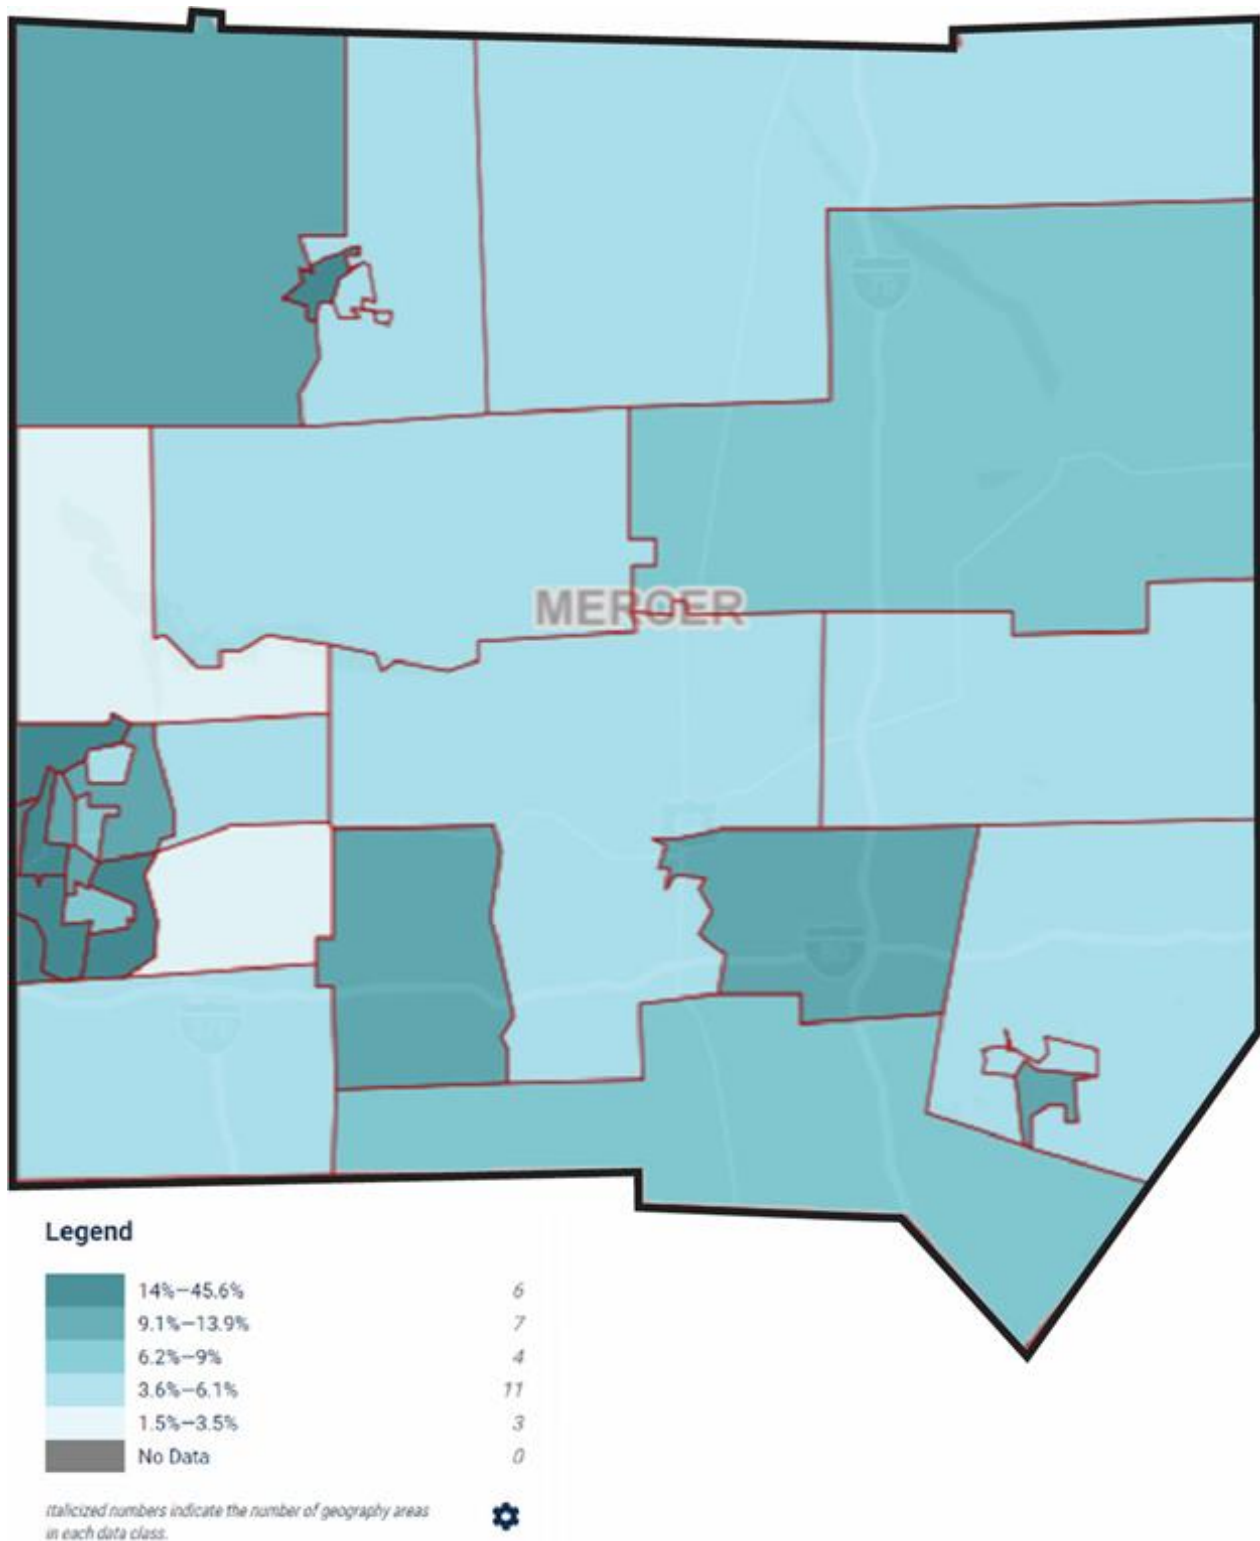 MERCER
Legend
14%–45.6% 6
9.1%–13.9% 7
6.2%–9% 4
3.6%–6.1% 11
1.5%–3.5% 3
No Data 0
Italicized numbers indicate the number of geography areas
in each data class.